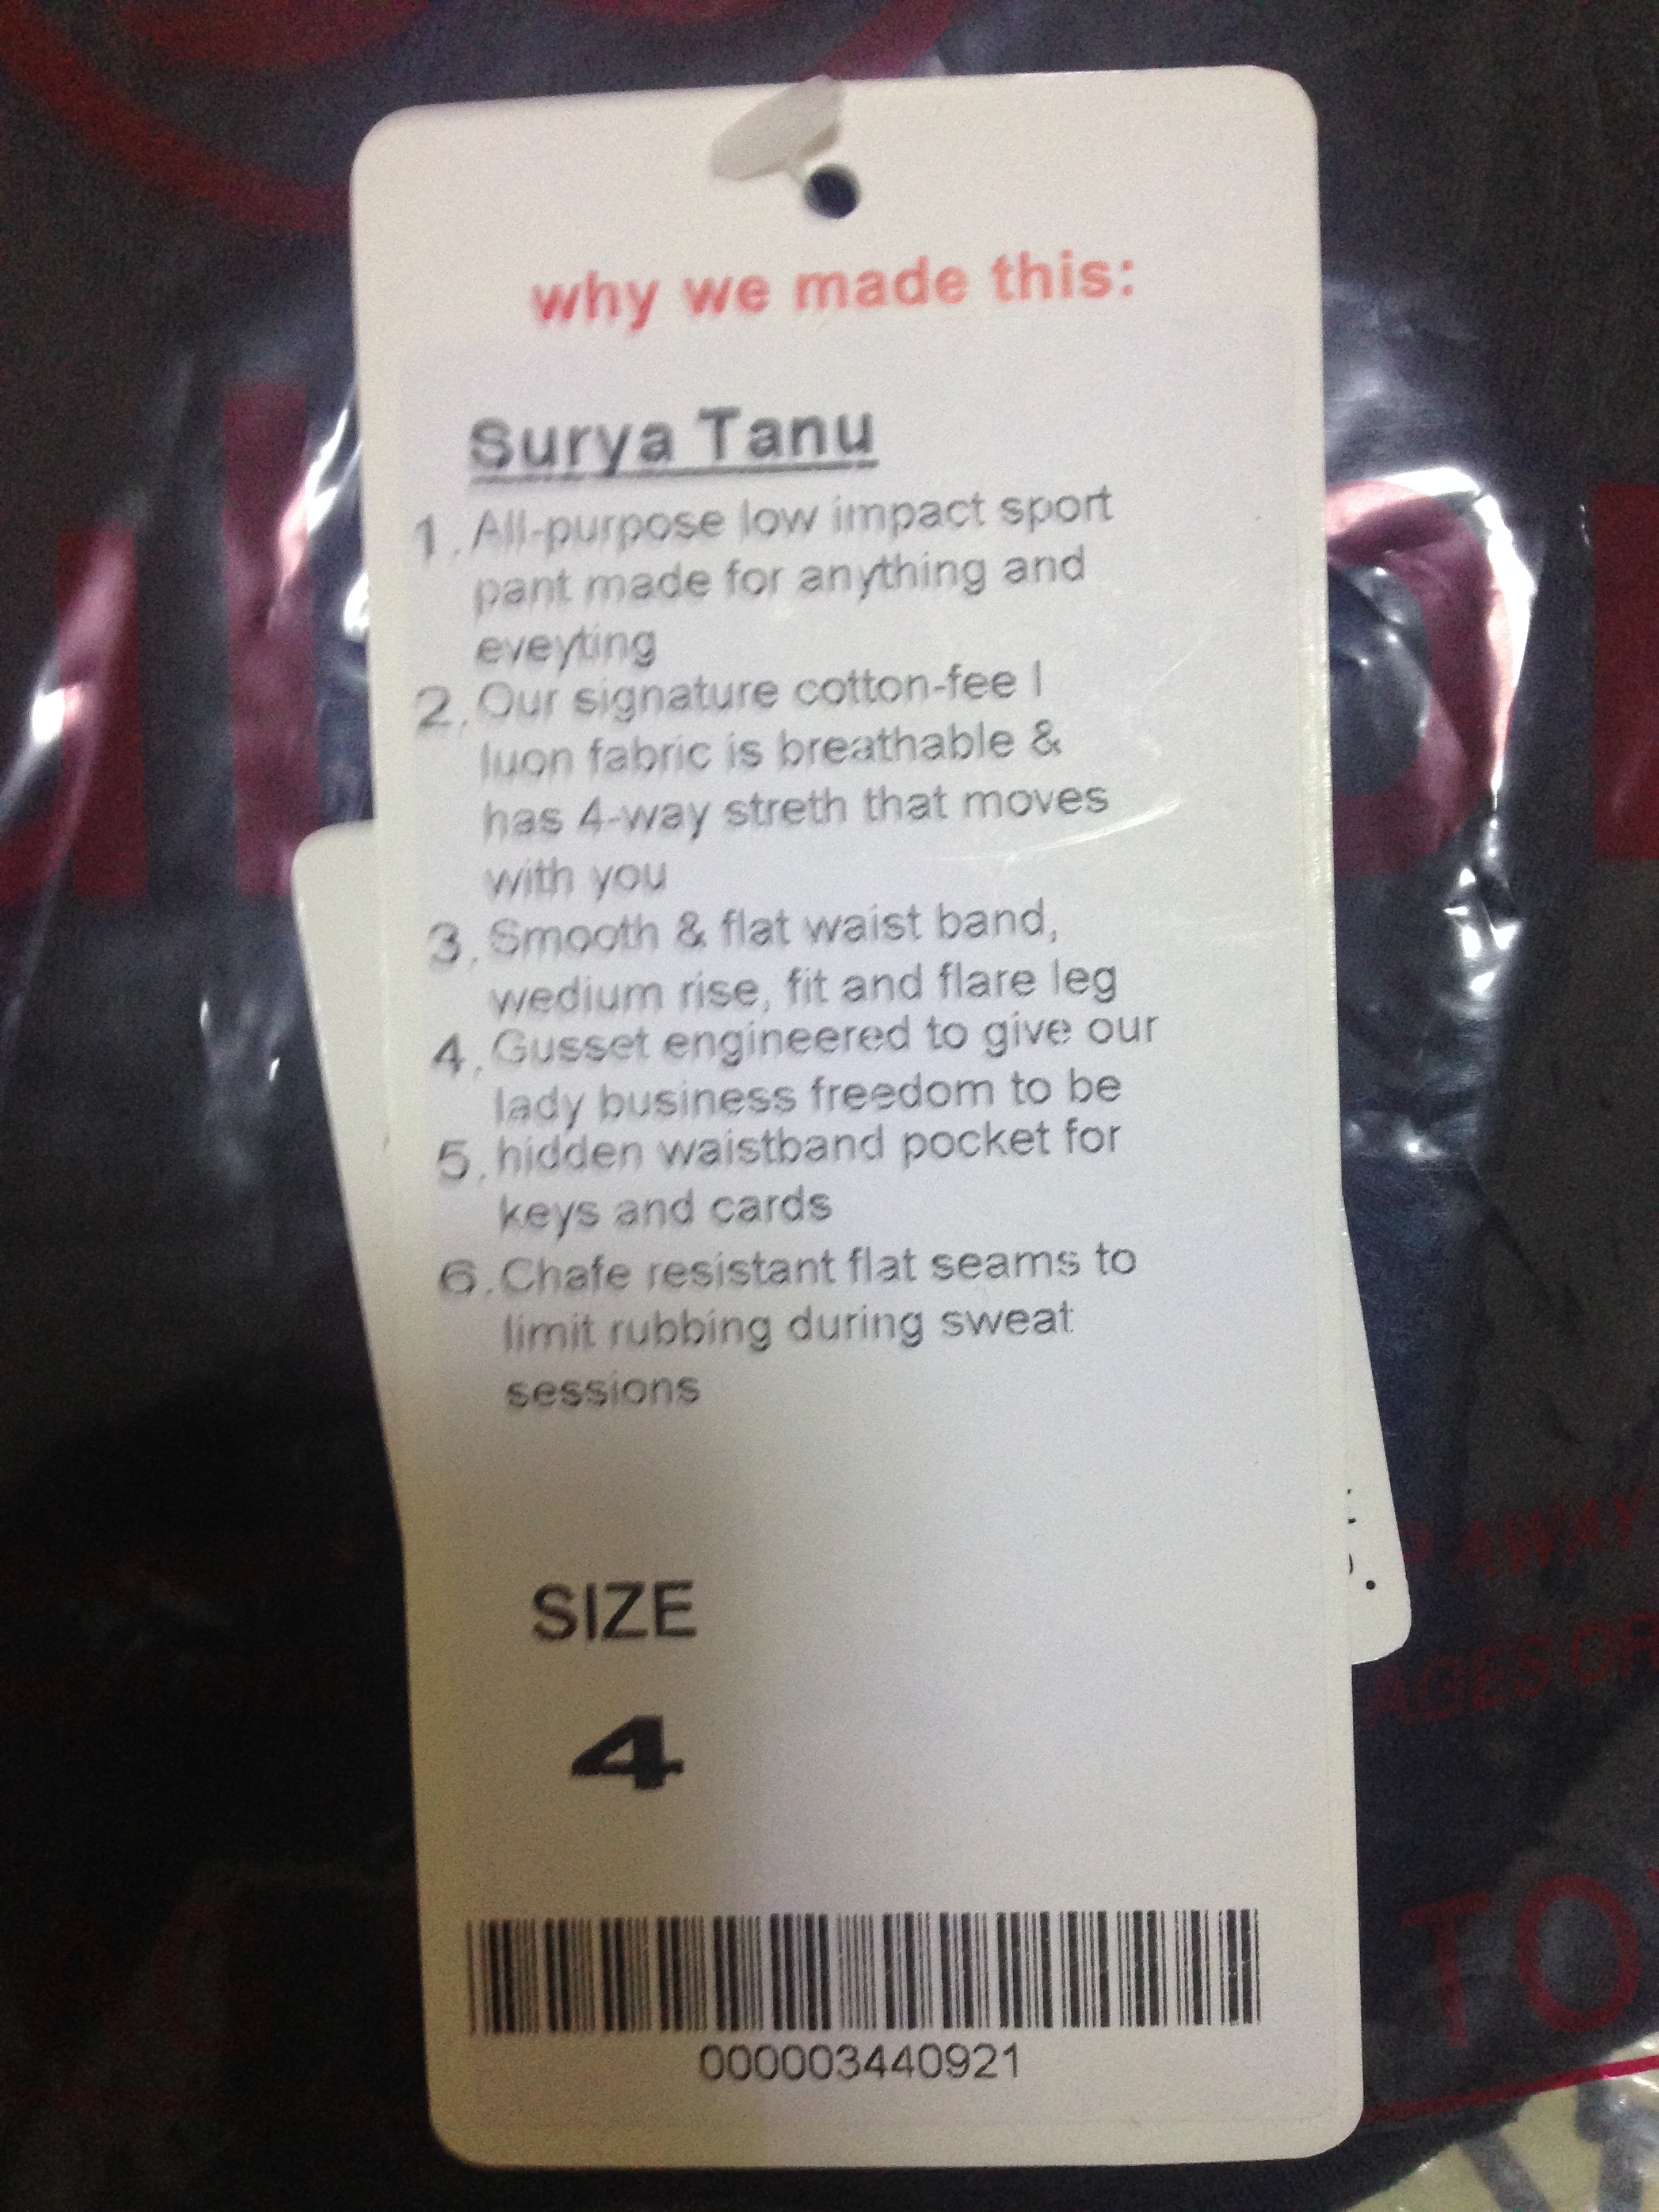 why we made this:
Surya Tanu
1. All-purpose low impact sport
pant made for anything and
eveyting
2. Our signature cotton-fee l
luon fabric is breathable &
has 4-way streth that moves
with you
3. Smooth & flat waist band,
wedium rise, fit and flare leg
4. Gusset engineered to give our
lady business freedom to be
5. hidden waistband pocket for
keys and cards
6. Chafe resistant flat seams to
limit rubbing during sweat
sessions
SIZE
4
000003440921
AWAY
AGES OR
TO